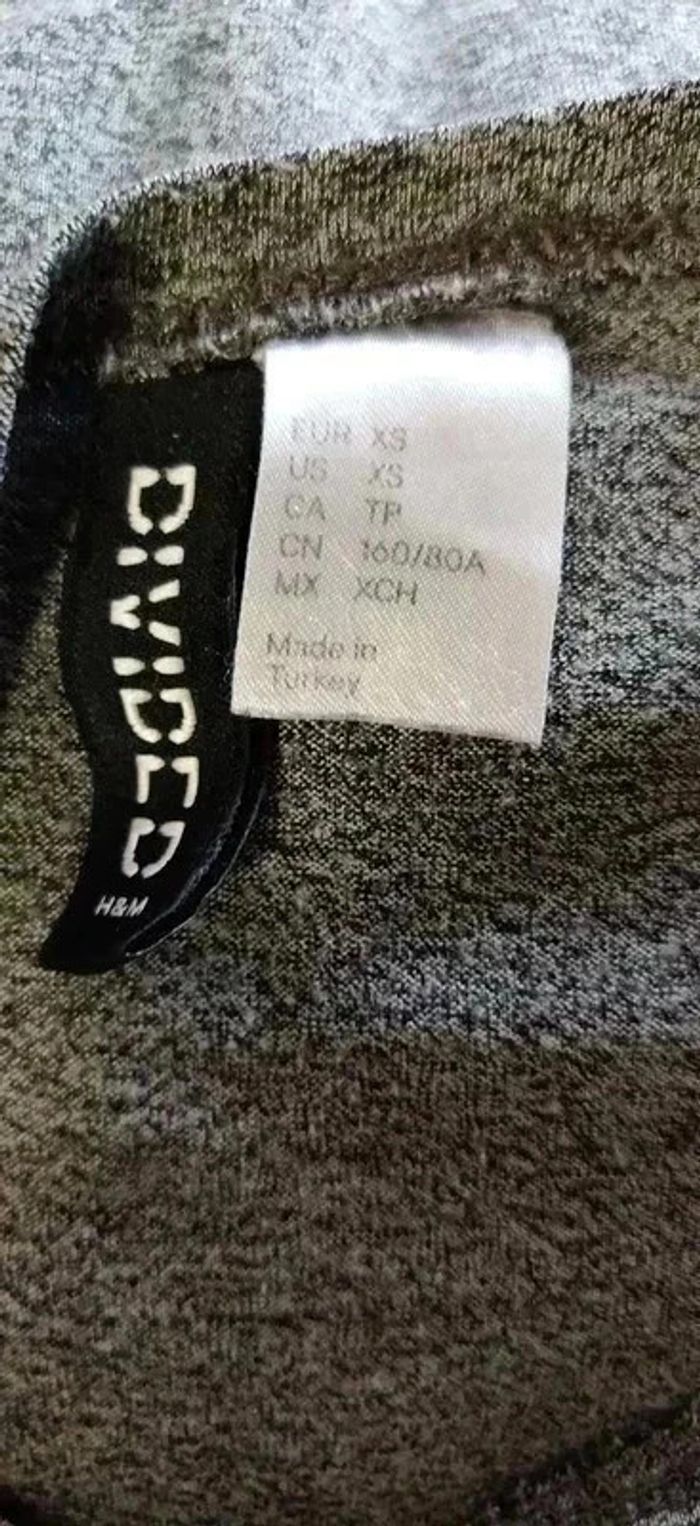 DIVIDED
H&M
EUR XS
US XS
CA TP
CN 160/80A
MX XCH
Made in
Turkey